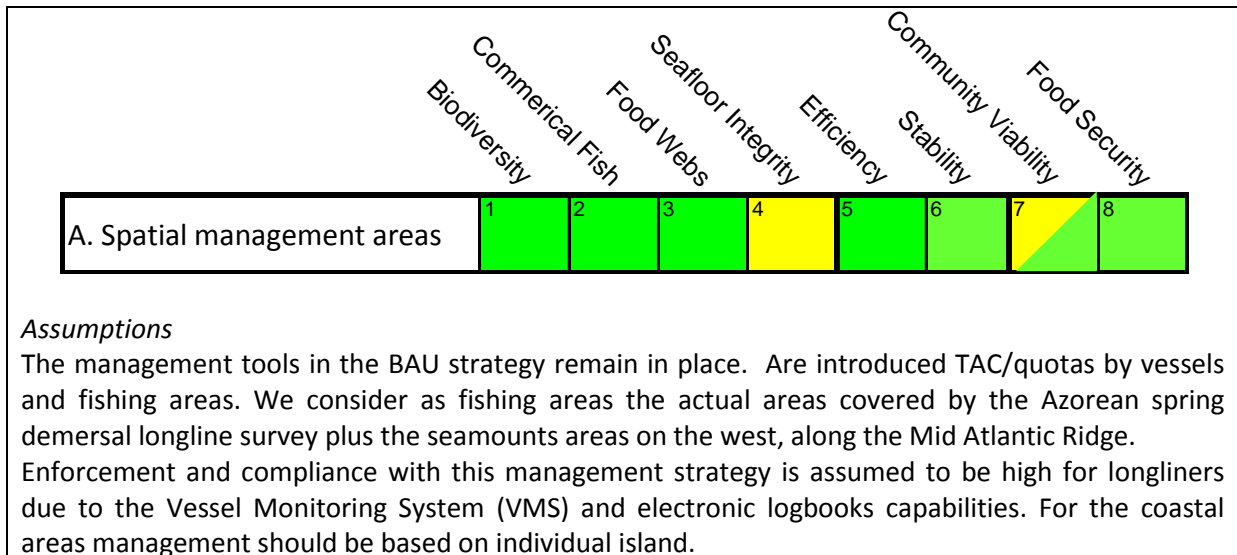 Biodiversity
Commerical Fish
Food Webs
Seafloor Integrity
Efficiency
Stability
Community Viability
Food Security
A. Spatial management areas
1 2 3 4 5 6 7 8
Assumptions
The management tools in the BAU strategy remain in place. Are introduced TAC/quotas by vessels
and fishing areas. We consider as fishing areas the actual areas covered by the Azorean spring
demersal longline survey plus the seamounts areas on the west, along the Mid Atlantic Ridge.
Enforcement and compliance with this management strategy is assumed to be high for longliners
due to the Vessel Monitoring System (VMS) and electronic logbooks capabilities. For the coastal
areas management should be based on individual island.